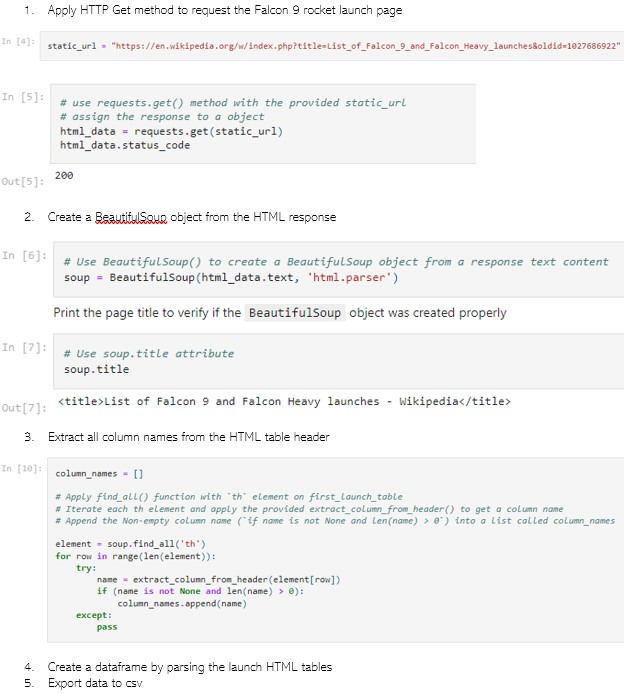 1. Apply HTTP Get method to request the Falcon 9 rocket launch page
In [4]: static_url = "https://en.wikipedia.org/w/index.php?title=List_of_Falcon_9_and_Falcon_Heavy_launches&oldid=1027686922"
In [5]: # use requests.get() method with the provided static_url
# assign the response to a object
html_data = requests.get(static_url)
html_data.status_code
Out[5]: 200
2. Create a BeautifulSoup object from the HTML response
In [6]: # Use BeautifulSoup() to create a BeautifulSoup object from a response text content
soup = BeautifulSoup(html_data.text, 'html.parser')
Print the page title to verify if the BeautifulSoup object was created properly
In [7]: # Use soup.title attribute
soup.title
Out[7]: <title>List of Falcon 9 and Falcon Heavy launches - Wikipedia</title>
3. Extract all column names from the HTML table header
In [10]: column_names = []
# Apply find_all() function with `th` element on first_launch_table
# Iterate each th element and apply the provided extract_column_from_header() to get a column name
# Append the Non-empty column name (`if name is not None and len(name) > 0`) into a list called column_names
element = soup.find_all('th')
for row in range(len(element)):
try:
name = extract_column_from_header(element[row])
if (name is not None and len(name) > 0):
column_names.append(name)
except:
pass
4. Create a dataframe by parsing the launch HTML tables
5. Export data to csv